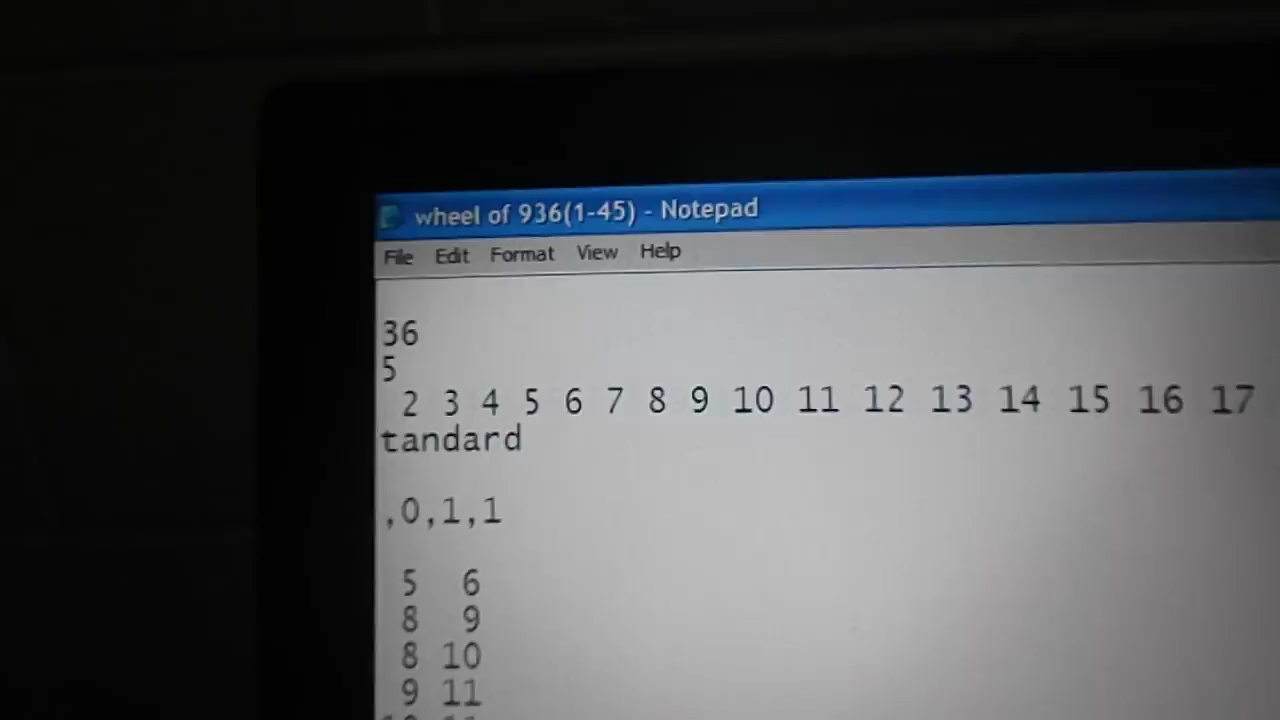 wheel of 936(1-45) - Notepad
File Edit Format View Help
36
5
2 3 4 5 6 7 8 9 10 11 12 13 14 15 16 17
tandard
,0,1,1
5 6
8 9
8 10
9 11